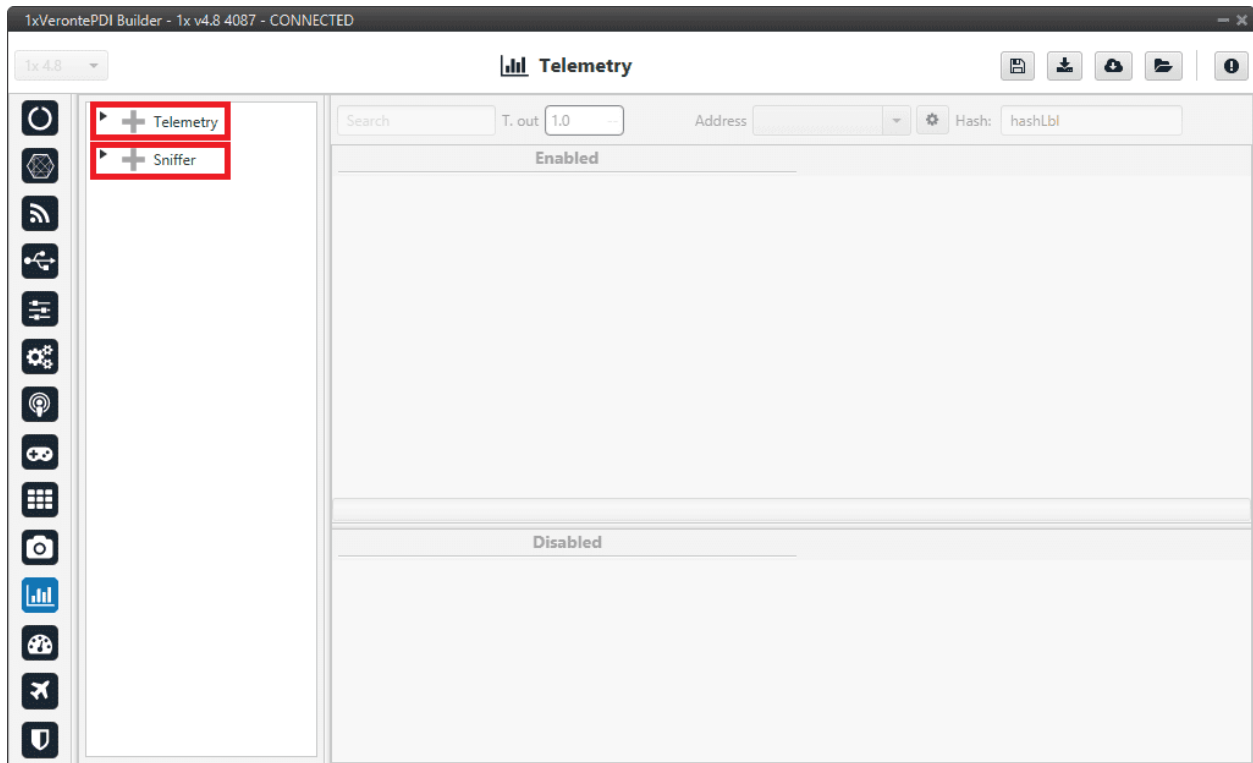 1xVerontePDI Builder - 1x v4.8 4087 - CONNECTED
1x 4.8
Telemetry
Telemetry
Sniffer
Search T. out 1.0 Address Hash: hashLbl
Enabled
Disabled